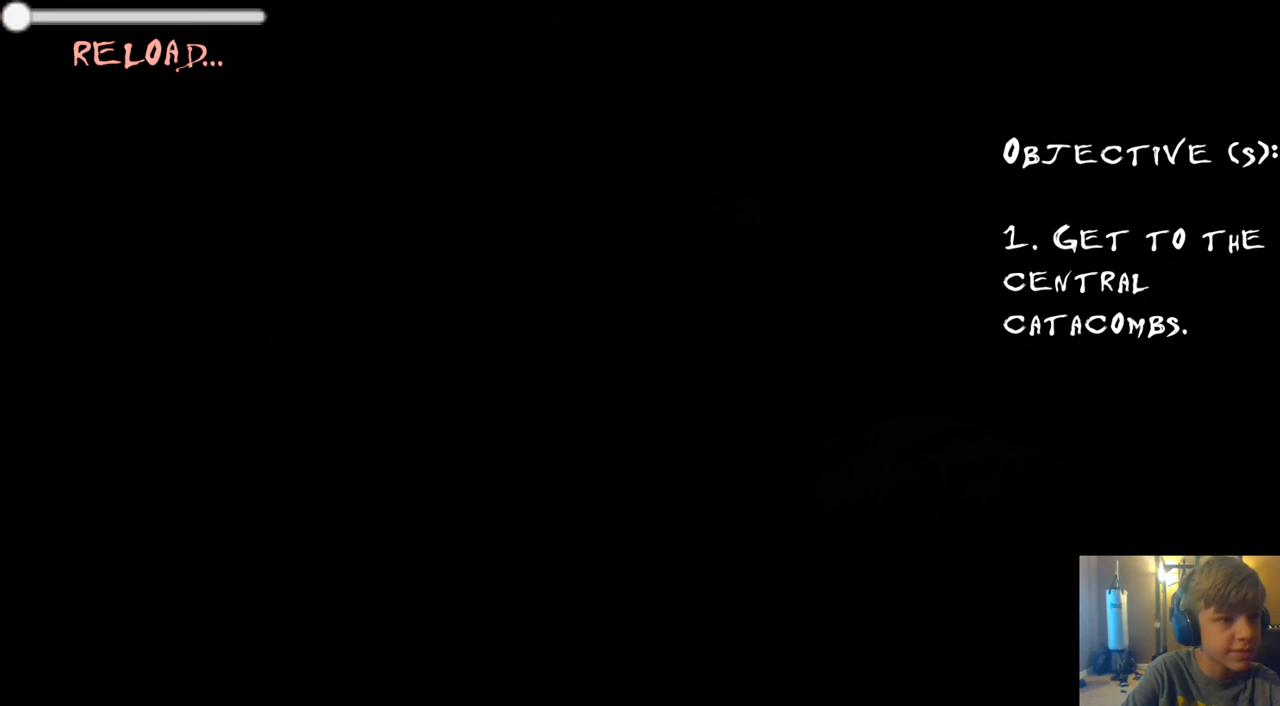 RELOAD...
OBJECTIVE (S):
1. GET TO THE
CENTRAL
CATACOMBS.